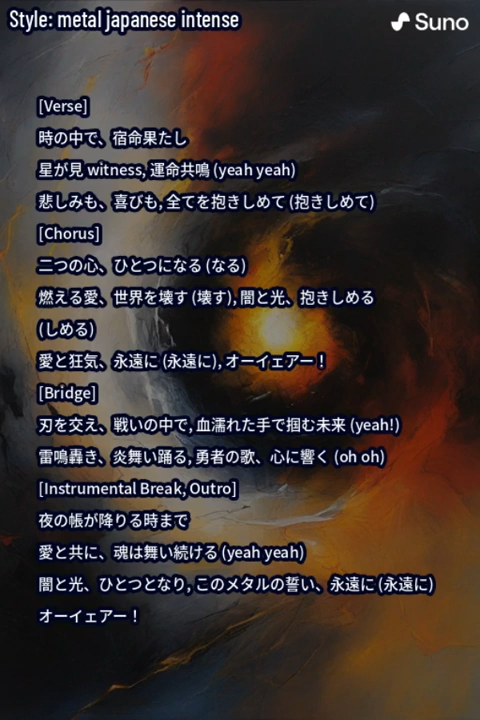 Style: metal japanese intense
Suno
[Verse]
時の中で、宿命果たし
星が見 witness, 運命共鳴 (yeah yeah)
悲しみも、喜びも, 全てを抱きしめて (抱きしめて)
[Chorus]
二つの心、ひとつになる (なる)
燃える愛、世界を壊す (壊す), 闇と光、抱きしめる
(しめる)
愛と狂気、永遠に (永遠に), オーイェアー！
[Bridge]
刃を交え、戦いの中で, 血濡れた手で掴む未来 (yeah!)
雷鳴轟き、炎舞い踊る, 勇者の歌、心に響く (oh oh)
[Instrumental Break, Outro]
夜の帳が降りる時まで
愛と共に、魂は舞い続ける (yeah yeah)
闇と光、ひとつとなり, このメタルの誓い、永遠に (永遠に)
オーイェアー！